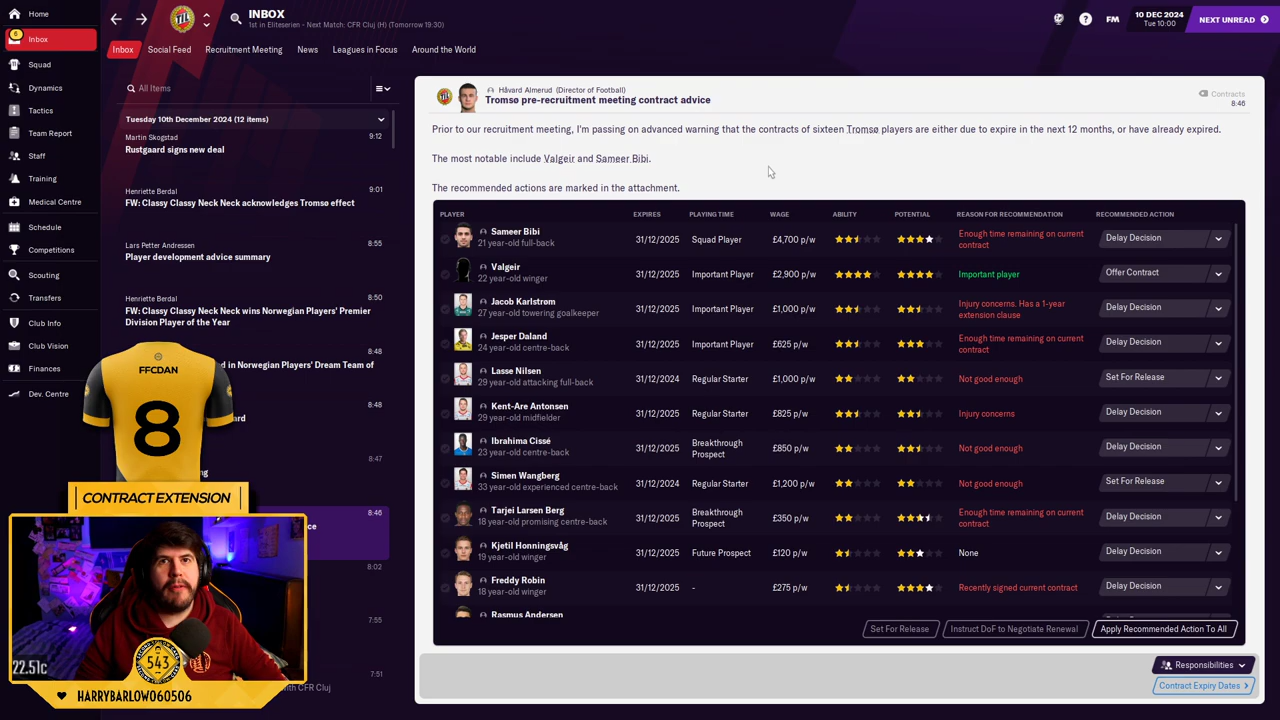 Home
6
Inbox
Squad
Dynamics
Tactics
Team Report
Staff
Training
Medical Centre
Schedule
Competitions
Scouting
Transfers
Club Info
Club Vision
Finances
Dev. Centre
TIL
INBOX
1st in Eliteserien - Next Match: CFR Cluj (H) (Tomorrow 19:30)
FM
10 DEC 2024
Tue 10:00
NEXT UNREAD
Inbox
Social Feed
Recruitment Meeting
News
Leagues in Focus
Around the World
All Items
Tuesday 10th December 2024 (12 items)
Martin Skogstad
9:12
Rustgaard signs new deal
Henriette Berdal
9:01
FW: Classy Classy Neck Neck acknowledges Tromsø effect
Lars Petter Andressen
8:55
Player development advice summary
Henriette Berdal
8:50
FW: Classy Classy Neck Neck wins Norwegian Players' Premier
Division Player of the Year
8:48
d in Norwegian Players' Dream Team of
8:48
ard
8:47
ng
8:46
ce
8:02
7:55
7:51
with CFR Cluj
Håvard Almerud (Director of Football)
Tromsø pre-recruitment meeting contract advice
Contracts
8:46
Prior to our recruitment meeting, I'm passing on advanced warning that the contracts of sixteen Tromsø players are either due to expire in the next 12 months, or have already expired.
The most notable include Valgeir and Sameer Bibi.
The recommended actions are marked in the attachment.
PLAYER EXPIRES PLAYING TIME WAGE ABILITY POTENTIAL REASON FOR RECOMMENDATION RECOMMENDED ACTION
Sameer Bibi
21 year-old full-back
31/12/2025
Squad Player
£4,700 p/w
Enough time remaining on current
contract
Delay Decision
Valgeir
22 year-old winger
31/12/2025
Important Player
£2,900 p/w
Important player
Offer Contract
Jacob Karlstrøm
27 year-old towering goalkeeper
31/12/2025
Important Player
£1,000 p/w
Injury concerns. Has a 1-year
extension clause
Delay Decision
Jesper Daland
24 year-old centre-back
31/12/2025
Important Player
£625 p/w
Enough time remaining on current
contract
Delay Decision
Lasse Nilsen
29 year-old attacking full-back
31/12/2024
Regular Starter
£1,000 p/w
Not good enough
Set For Release
Kent-Are Antonsen
29 year-old midfielder
31/12/2025
Regular Starter
£825 p/w
Injury concerns
Delay Decision
Ibrahima Cissé
23 year-old centre-back
31/12/2025
Breakthrough
Prospect
£850 p/w
Not good enough
Delay Decision
Simen Wangberg
33 year-old experienced centre-back
31/12/2024
Regular Starter
£1,200 p/w
Not good enough
Set For Release
Tarjei Larsen Berg
18 year-old promising centre-back
31/12/2025
Breakthrough
Prospect
£350 p/w
Enough time remaining on current
contract
Delay Decision
Kjetil Honningsvåg
19 year-old winger
31/12/2025
Future Prospect
£120 p/w
None
Delay Decision
Freddy Robin
18 year-old winger
31/12/2025
-
£275 p/w
Recently signed current contract
Delay Decision
Rasmus Andersen
Set For Release
Instruct DoF to Negotiate Renewal
Apply Recommended Action To All
Responsibilities
Contract Expiry Dates
FFCDAN
8
CONTRACT EXTENSION
543
22.51c
HARRYBARLOW060506